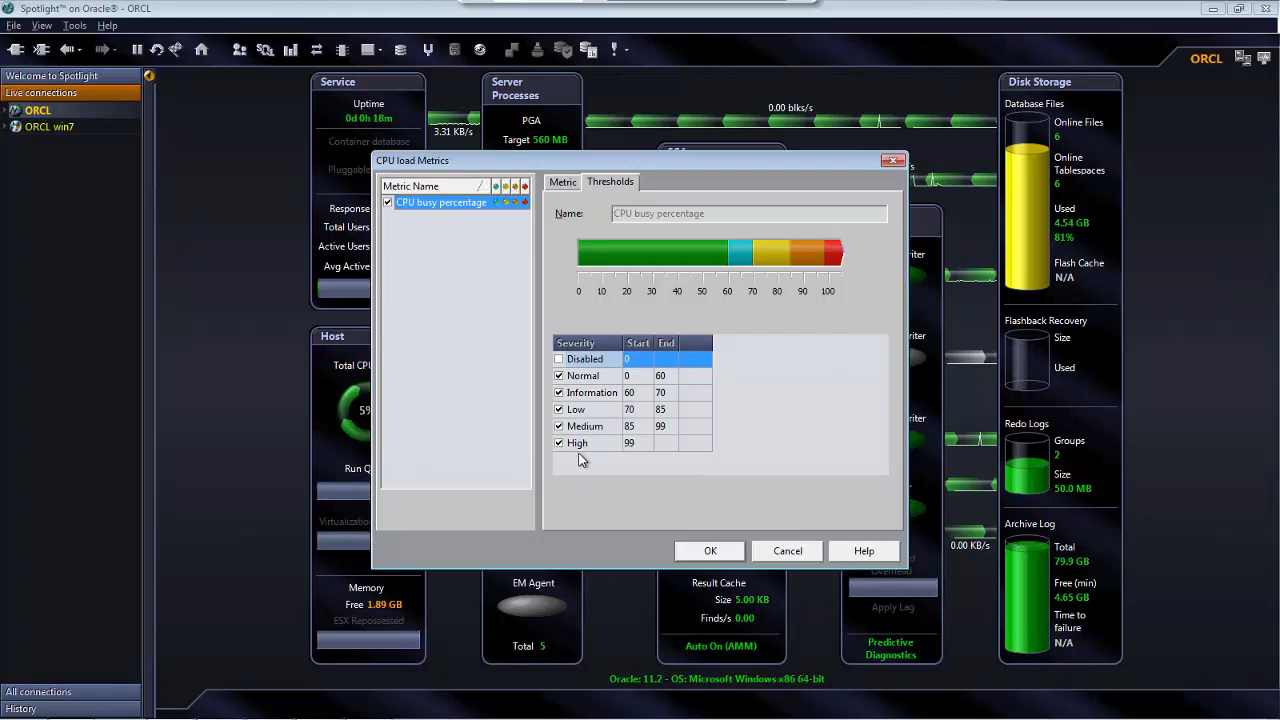 Spotlight™ on Oracle® - ORCL
File View Tools Help
ORCL
Welcome to Spotlight
Live connections
ORCL
ORCL win7
All connections
History
Service
Uptime
0d 0h 18m
Container database
Response
Total Users
Active Users
Avg Active
3.31 KB/s
Server
Processes
PGA
Target 560 MB
0.00 blks/s
Host
Total CPU
5%
Run Q
Memory
Free 1.89 GB
ESX Repossessed
CPU load Metrics
Metric Name
CPU busy percentage
Metric Thresholds
Name: CPU busy percentage
0 10 20 30 40 50 60 70 80 90 100
Severity Start End
Disabled 0
Normal 0 60
Information 60 70
Low 70 85
Medium 85 99
High 99
OK Cancel Help
EM Agent
Total 5
Result Cache
Size 5.00 KB
Finds/s 0.00
Auto On (AMM)
Overhead
Apply Lag
Predictive
Diagnostics
0.00 KB/s
Disk Storage
Database Files
Online Files
6
Online
Tablespaces
6
Used
4.54 GB
81%
Flash Cache
N/A
Flashback Recovery
Size
Used
Redo Logs
Groups
2
Size
50.0 MB
Archive Log
Total
79.9 GB
Free (min)
4.65 GB
Time to
failure
N/A
Oracle: 11.2 - OS: Microsoft Windows x86 64-bit